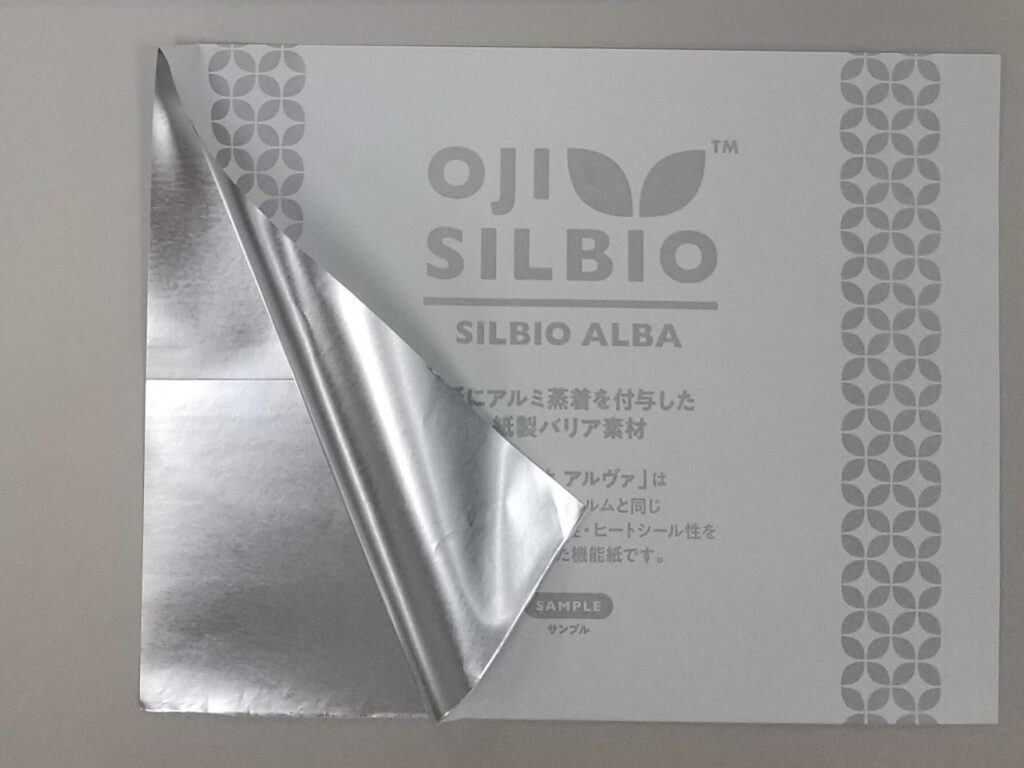 OJI ™
SILBIO
SILBIO ALBA
にアルミ蒸着を付与した
紙製バリア素材
アルヴァ』は
ルムと同じ
・ヒートシール性を
た機能紙です。
SAMPLE
サンプル